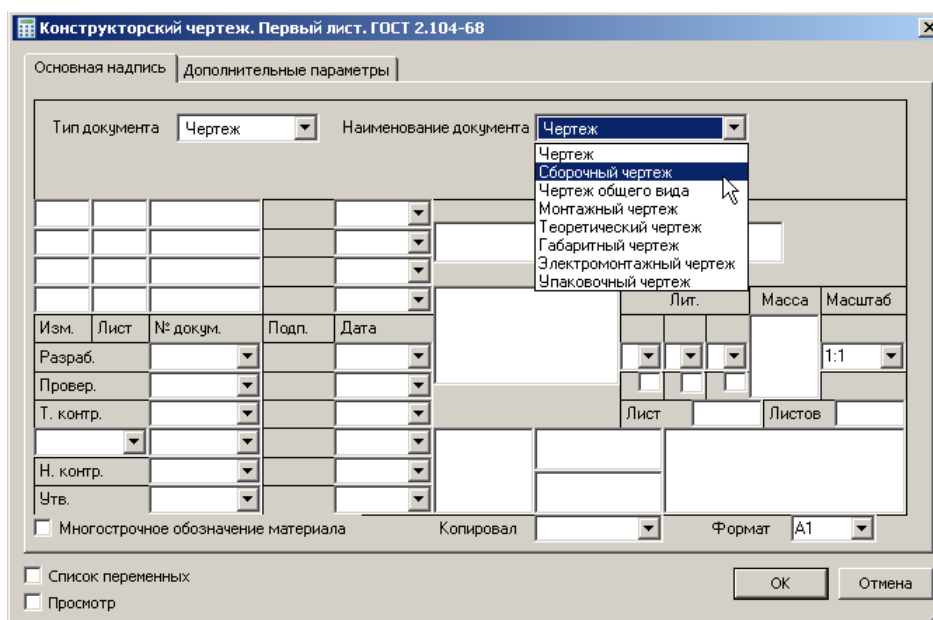 Конструкторский чертеж. Первый лист. ГОСТ 2.104-68
Основная надпись Дополнительные параметры
Тип документа Чертеж Наименование документа Чертеж
Чертеж
Сборочный чертеж
Чертеж общего вида
Монтажный чертеж
Теоретический чертеж
Габаритный чертеж
Электромонтажный чертеж
Упаковочный чертеж
Лит. Масса Масштаб
Изм. Лист № докум. Подп. Дата
Разраб. 1:1
Провер.
Т. контр. Лист Листов
Н. контр.
Утв.
Многострочное обозначение материала Копировал Формат А1
Список переменных
Просмотр
ОК Отмена